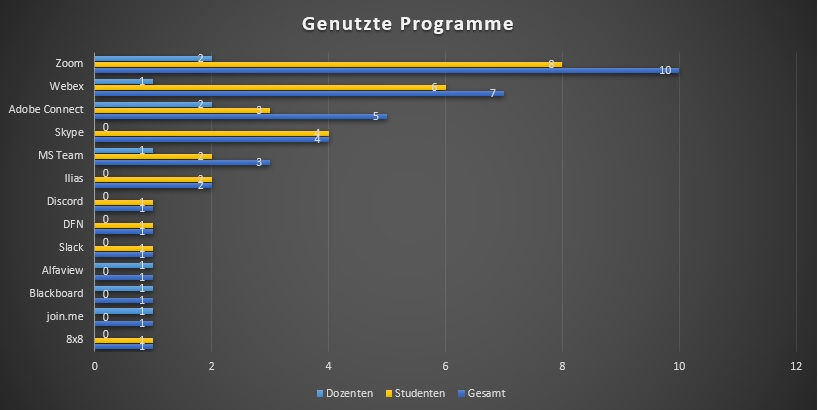 Genutzte Programme
Zoom 2 8 10
Webex 1 6 7
Adobe Connect 2 3 5
Skype 0 4 4
MS Team 1 2 3
Ilias 0 2 2
Discord 0 1 1
DFN 0 1 1
Slack 0 1 1
Alfaview 1 0 1
Blackboard 1 0 1
join.me 1 0 1
8x8 0 1 1
0 2 4 6 8 10 12
Dozenten Studenten Gesamt